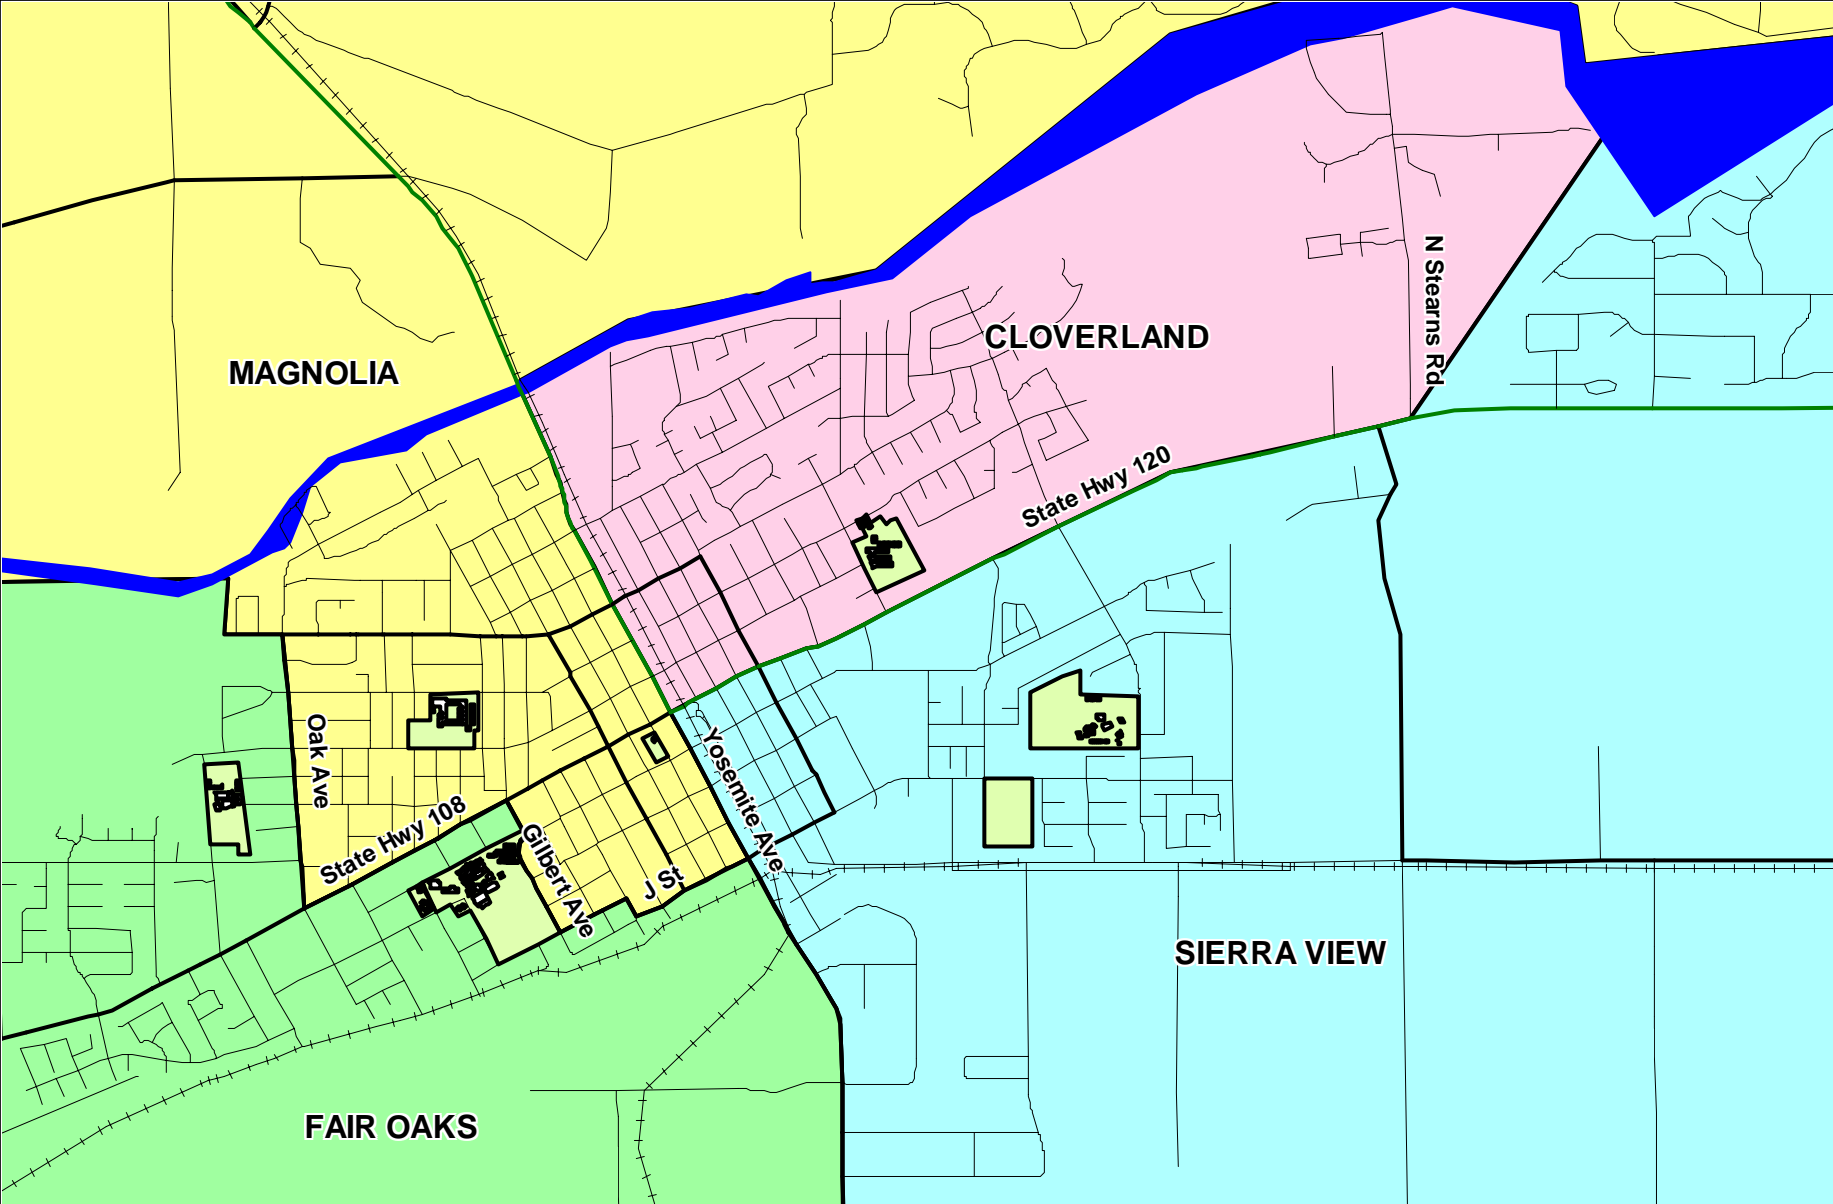 N Stearns Rd
CLOVERLAND
MAGNOLIA
State Hwy 120
Oak Ave
Yosemite Ave
State Hwy 108
Gilbert Ave
J St
SIERRA VIEW
FAIR OAKS